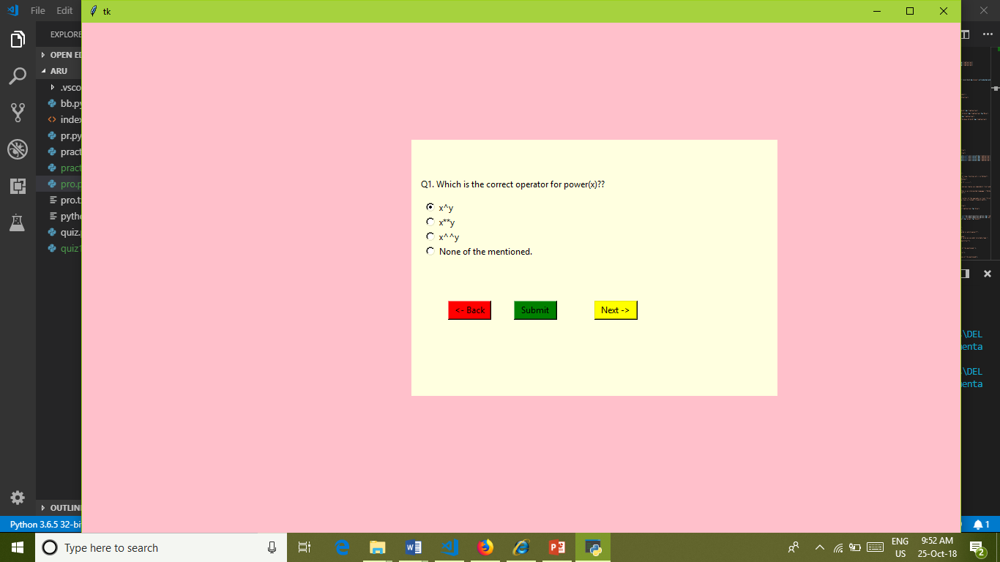 File Edit
tk
EXPLORE
OPEN ED
ARU
.vsco
bb.py
index
pr.py
pract
pract
pro.p
pro.t
pytho
quiz.
quiz1
OUTLIN
Q1. Which is the correct operator for power(x)??
x^y
x**y
x^^y
None of the mentioned.
<- Back Submit Next ->
\DEL
enta
\DEL
enta
Python 3.6.5 32-bi
1
Type here to search
ENG
US
9:52 AM
25-Oct-18
2